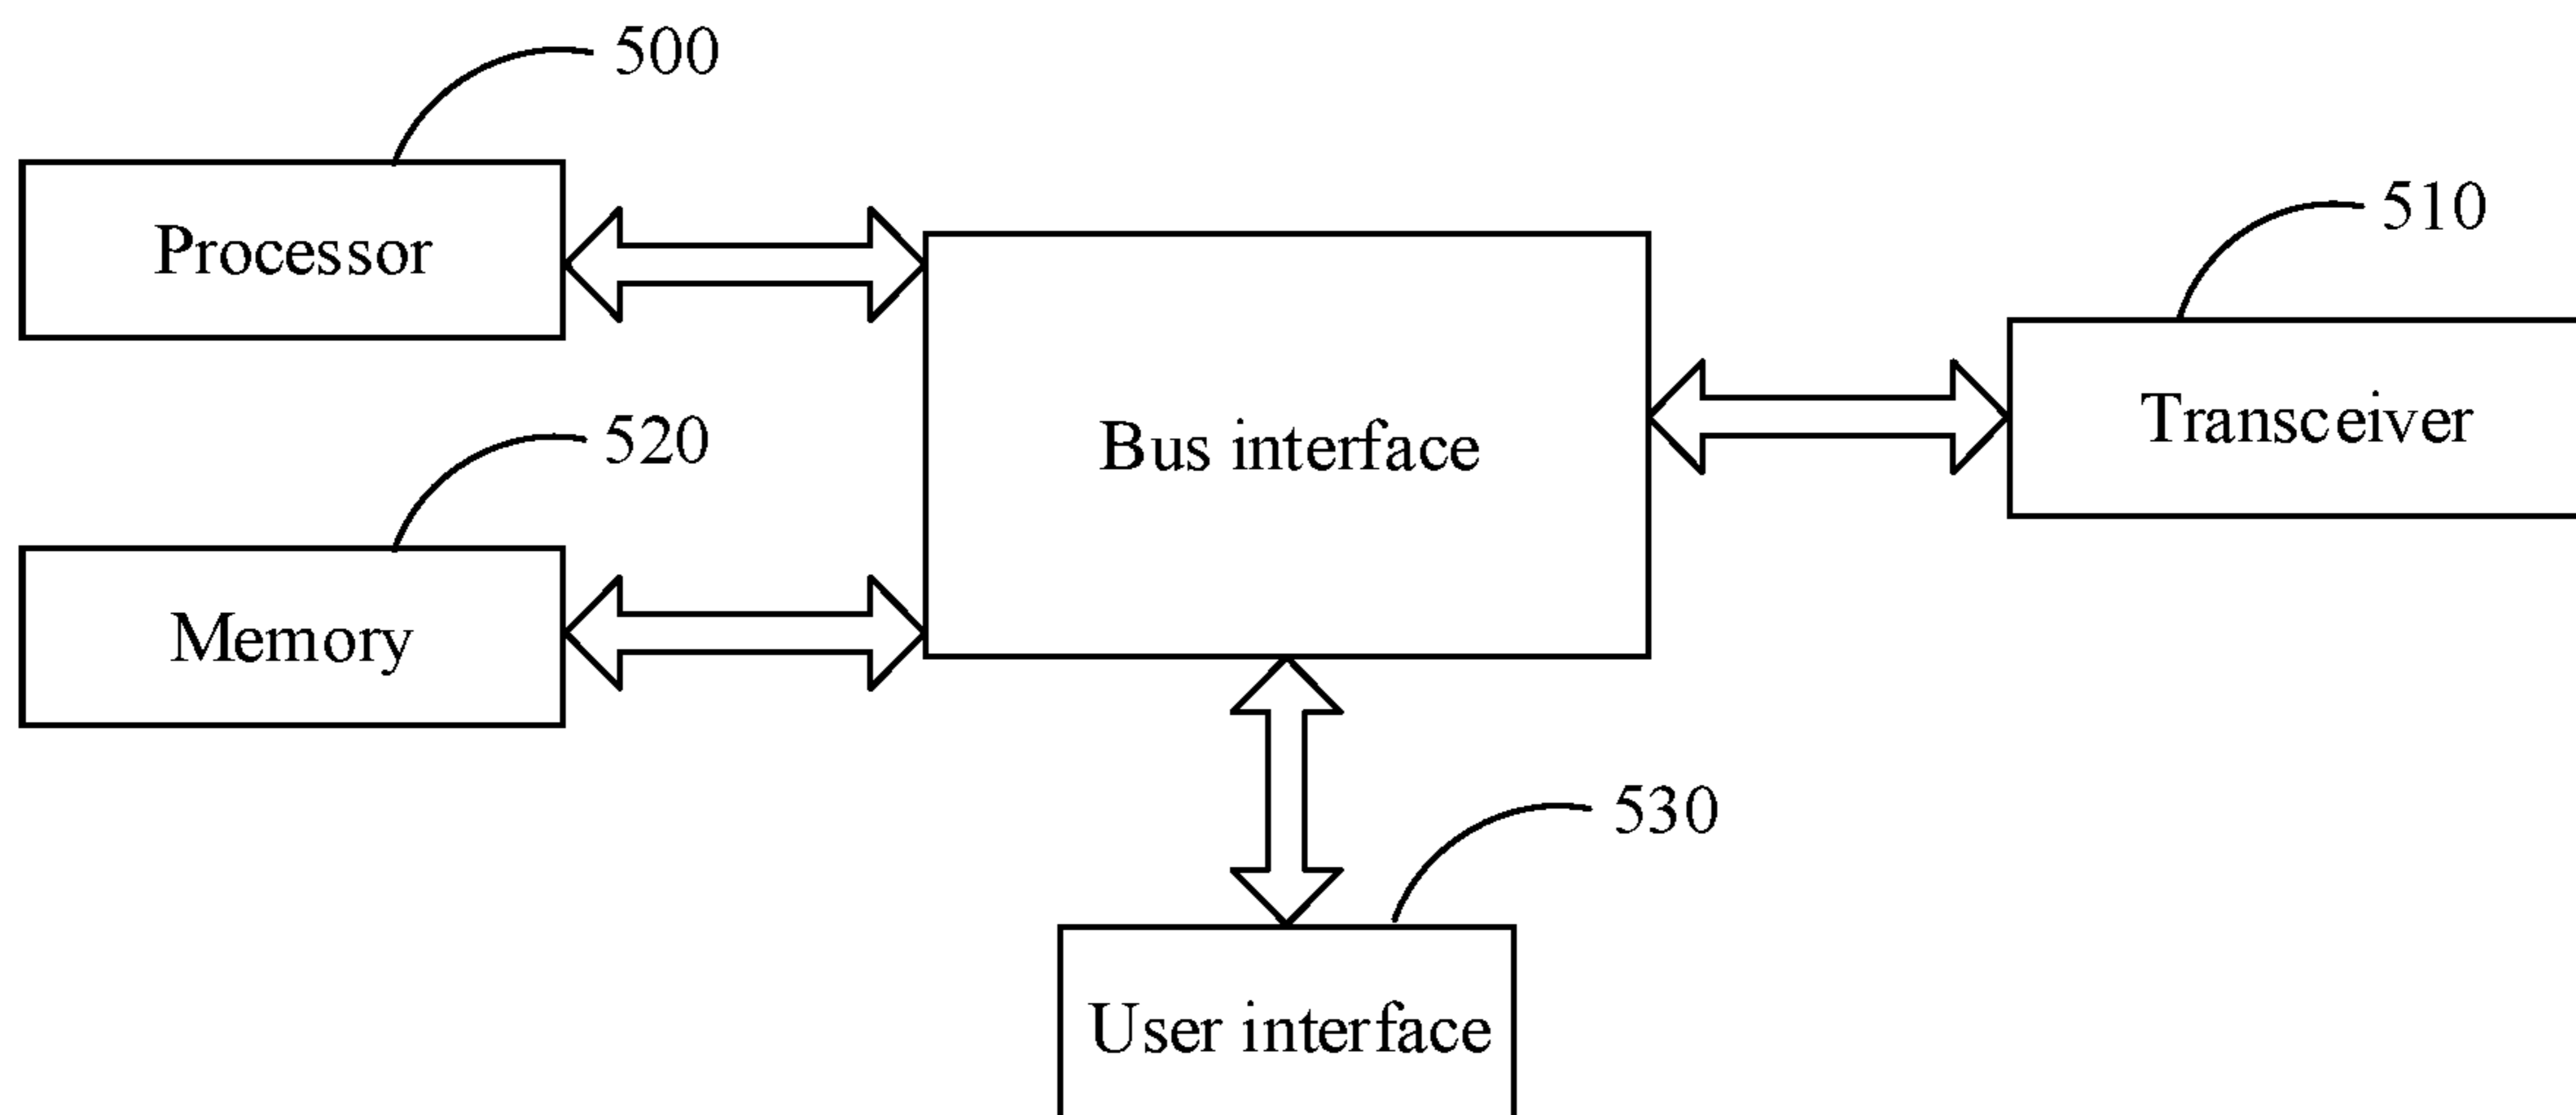 500
Processor
510
Bus interface
Transceiver
520
Memory
530
User interface